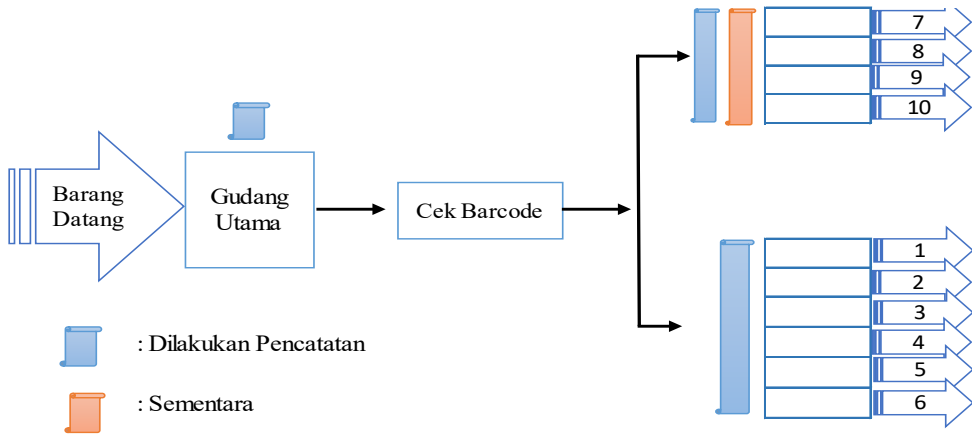 7
8
9
10
Barang
Datang
Gudang
Utama
Cek Barcode
1
2
3
4
5
6
: Dilakukan Pencatatan
: Sementara